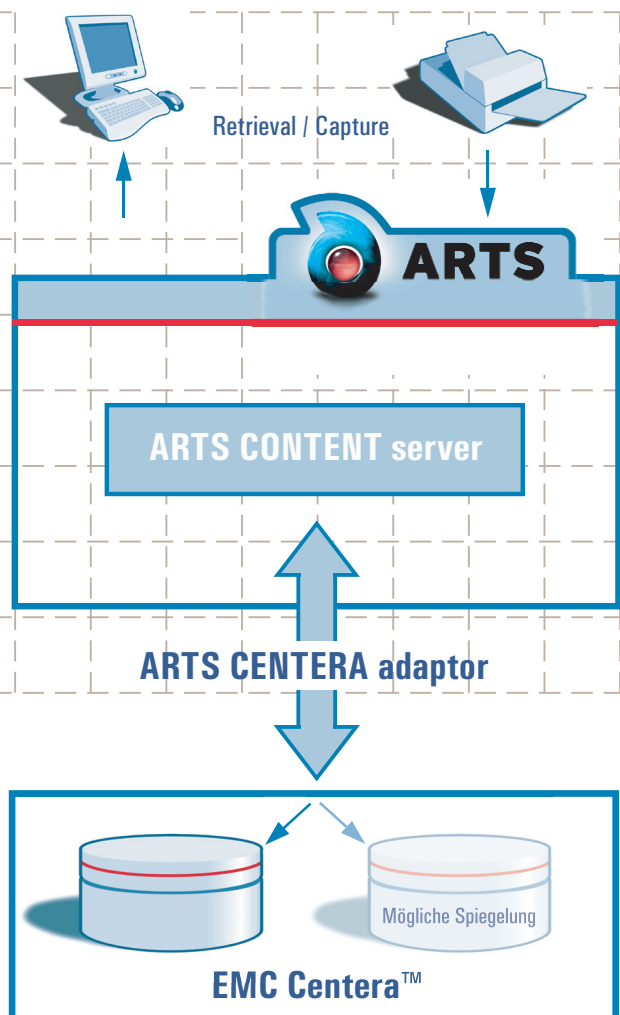 Retrieval / Capture
ARTS
ARTS CONTENT server
ARTS CENTERA adaptor
Mögliche Spiegelung
EMC Centera™